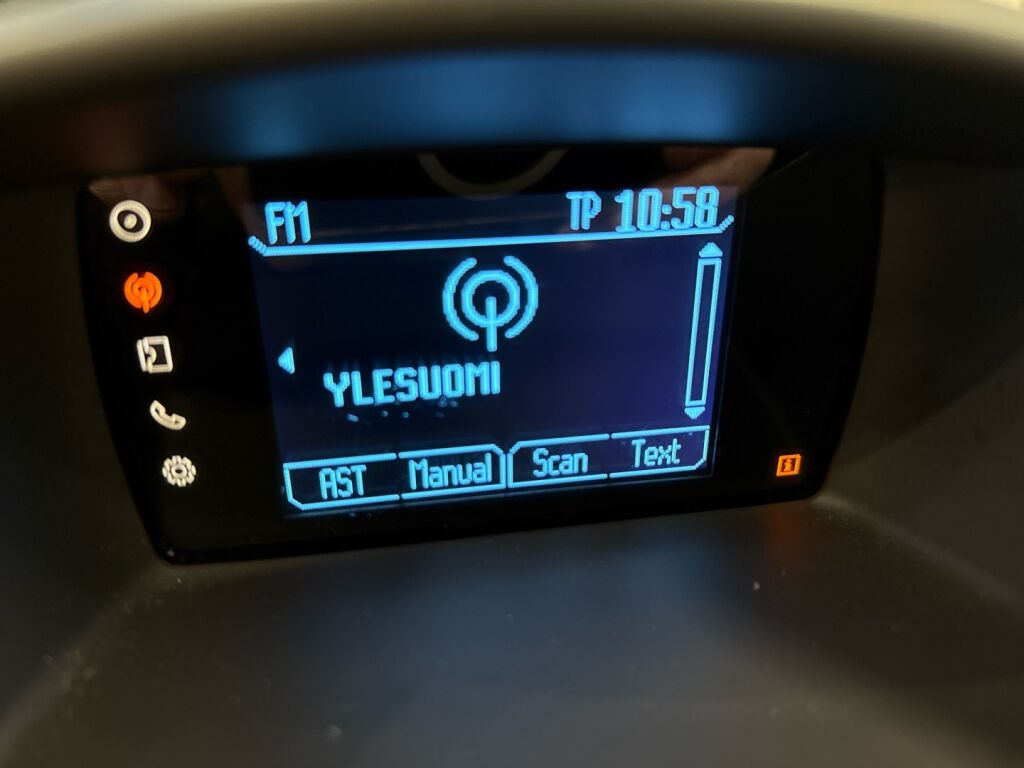 FM TP 10:58
YLESUOMI
AST Manual Scan Text